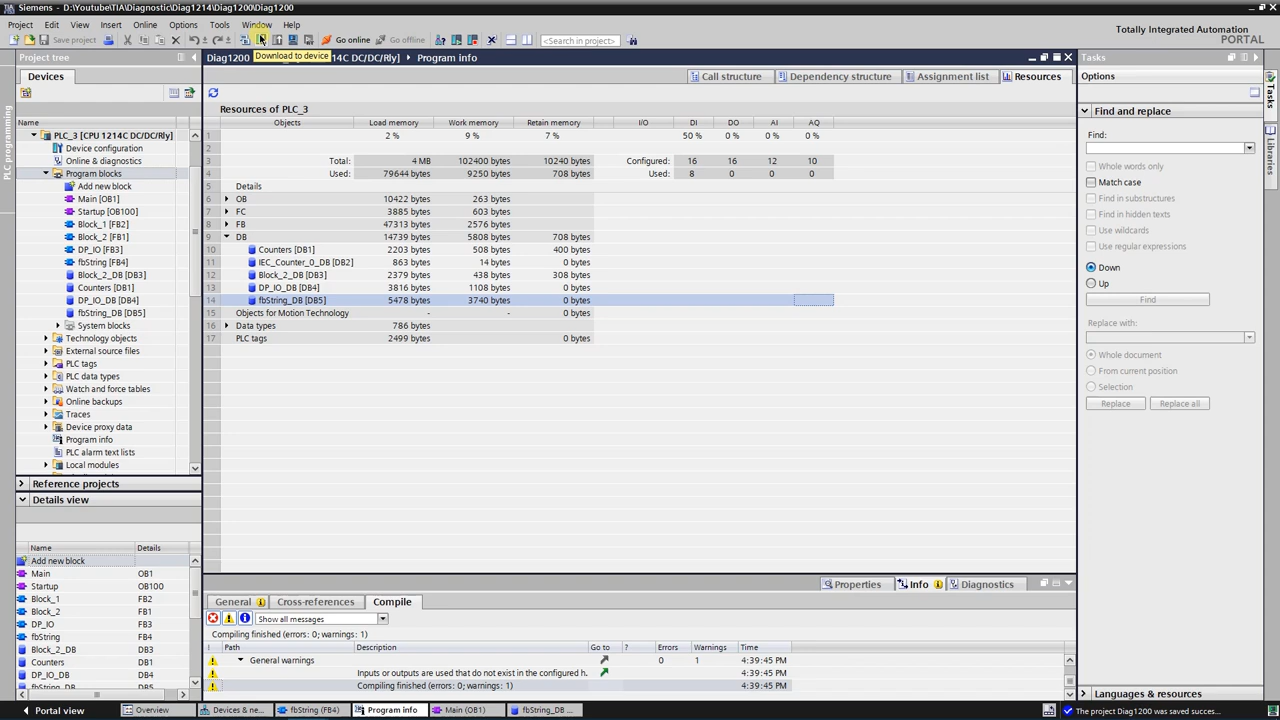 Siemens - D:\Youtube\TIA\Diagnostic\Diag1214\Diag1200\Diag1200
Project Edit View Insert Online Options Tools Window Help
Totally Integrated Automation
PORTAL
Save project Go online Go offline <Search in project>
Download to device
Project tree
Diag1200 14C DC/DC/Rly] Program info
Tasks
Devices
Call structure Dependency structure Assignment list Resources
Options
Resources of PLC_3
Find and replace
Name
Objects Load memory Work memory Retain memory I/O DI DO AI AQ
PLC_3 [CPU 1214C DC/DC/Rly]
1 2 % 9 % 7 % 50 % 0 % 0 % 0 %
Find:
Device configuration
2
Online & diagnostics
3 Total: 4 MB 102400 bytes 10240 bytes Configured: 16 16 12 10
Whole words only
Program blocks
4 Used: 79644 bytes 9250 bytes 708 bytes Used: 8 0 0 0
Match case
Add new block
5 Details
Find in substructures
Main [OB1]
6 OB 10422 bytes 263 bytes
Find in hidden texts
Startup [OB100]
7 FC 3885 bytes 603 bytes
Use wildcards
Block_1 [FB2]
8 FB 47313 bytes 2576 bytes
Use regular expressions
Block_2 [FB1]
9 DB 14739 bytes 5808 bytes 708 bytes
DP_IO [FB3]
10 Counters [DB1] 2203 bytes 508 bytes 400 bytes
fbString [FB4]
11 IEC_Counter_0_DB [DB2] 863 bytes 14 bytes 0 bytes
Down
Block_2_DB [DB3]
12 Block_2_DB [DB3] 2379 bytes 438 bytes 308 bytes
Up
Counters [DB1]
13 DP_IO_DB [DB4] 3816 bytes 1108 bytes 0 bytes
DP_IO_DB [DB4]
14 fbString_DB [DB5] 5478 bytes 3740 bytes 0 bytes
Find
fbString_DB [DB5]
15 Objects for Motion Technology - - 0 bytes
Replace with:
System blocks
16 Data types 786 bytes
Technology objects
17 PLC tags 2499 bytes 0 bytes
Whole document
External source files
From current position
PLC tags
Selection
PLC data types
Replace Replace all
Watch and force tables
Online backups
Traces
Device proxy data
Program info
PLC alarm text lists
Local modules
Reference projects
Details view
Name Details
Add new block
Main OB1
Startup OB100
Block_1 FB2
Block_2 FB1
DP_IO FB3
fbString FB4
Block_2_DB DB3
Counters DB1
DP_IO_DB DB4
fbString_DB DB5
Properties Info Diagnostics
General Cross-references Compile
Show all messages
Compiling finished (errors: 0; warnings: 1)
! Path Description Go to ? Errors Warnings Time
General warnings 0 1 4:39:45 PM
Inputs or outputs are used that do not exist in the configured h. 4:39:45 PM
Compiling finished (errors: 0; warnings: 1) 4:39:45 PM
Languages & resources
Portal view Overview Devices & ne... fbString (FB4) Program info Main (OB1) fbString_DB ... The project Diag1200 was saved succes...
PLC programming
Tasks
Libraries